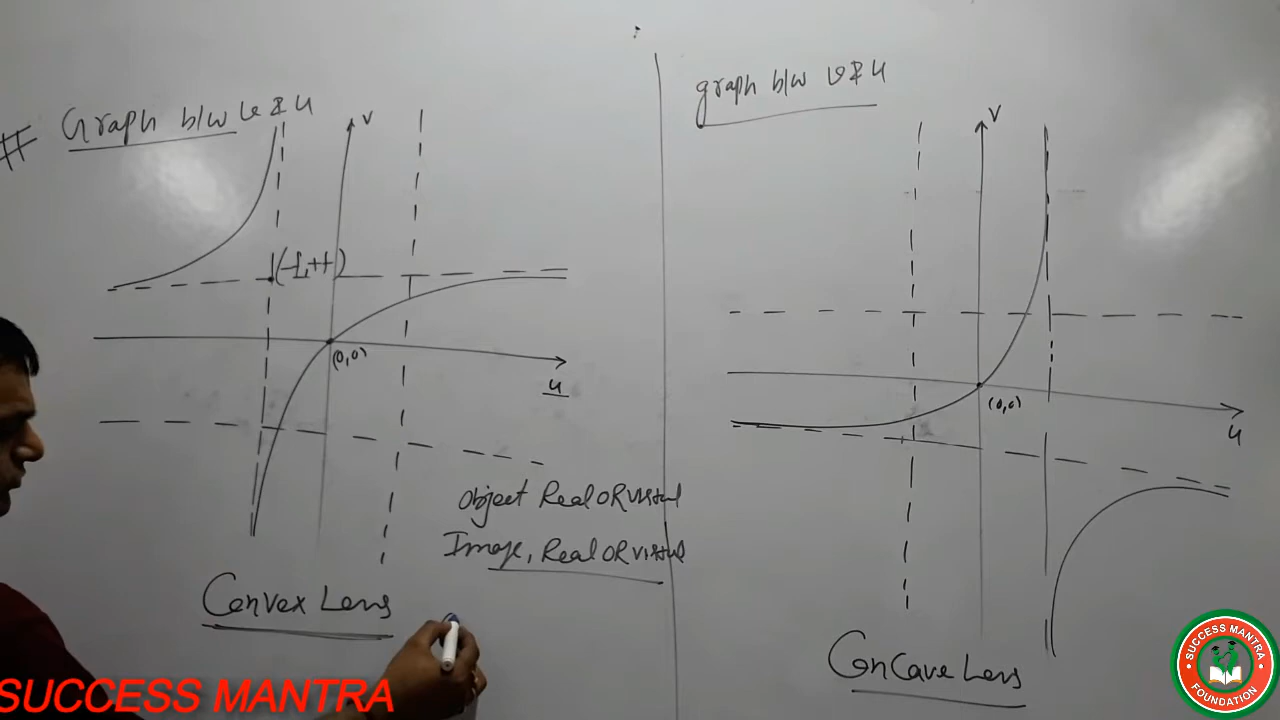 # Graph b/w v & u
V
(-f, +f)
(0,0)
u
Object Real OR virtual
Image, Real OR virtual
Convex Lens
graph b/w v & u
V
(0,0)
u
Concave Lens
SUCCESS MANTRA
SUCCESS MANTRA
FOUNDATION